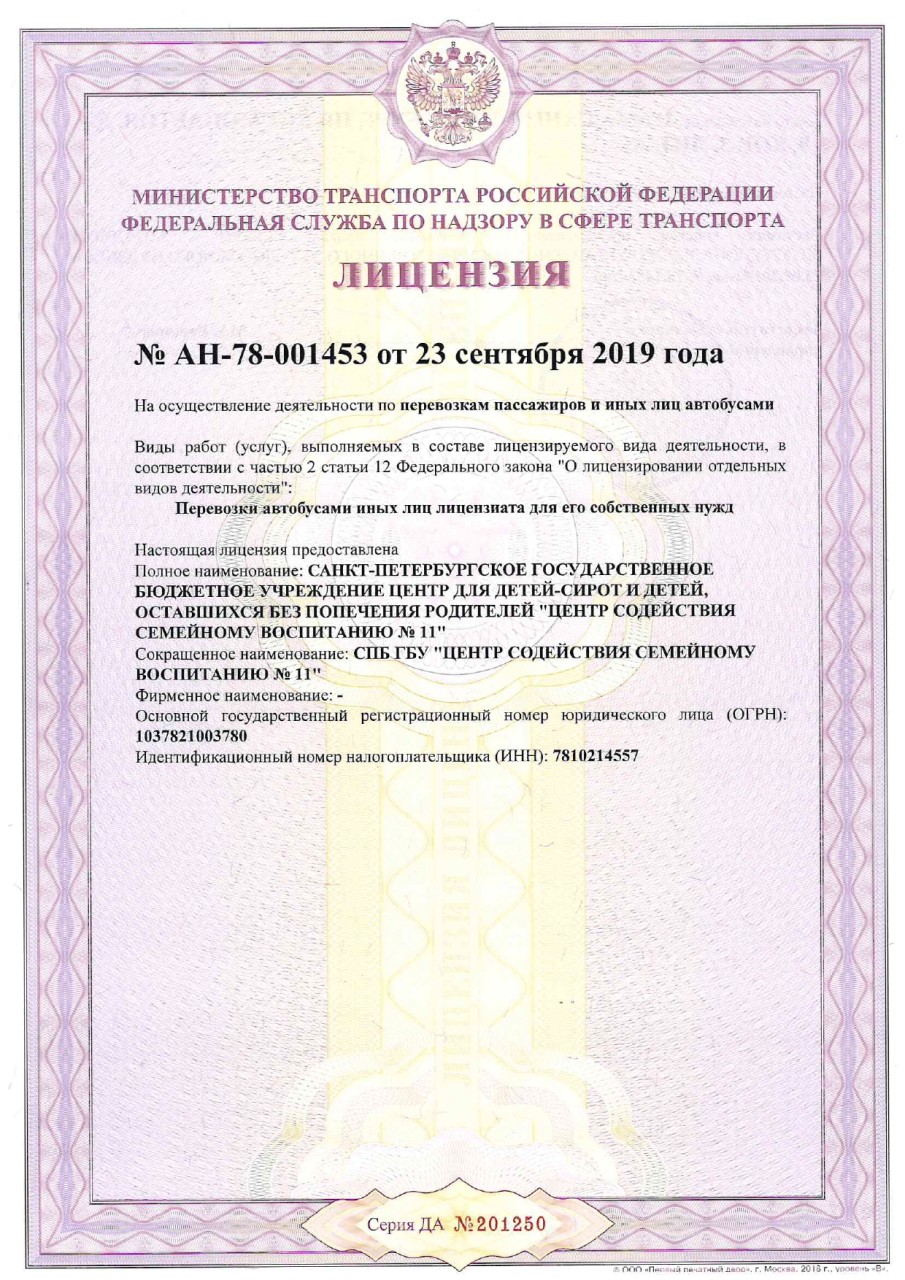 МИНИСТЕРСТВО ТРАНСПОРТА РОССИЙСКОЙ ФЕДЕРАЦИИ
ФЕДЕРАЛЬНАЯ СЛУЖБА ПО НАДЗОРУ В СФЕРЕ ТРАНСПОРТА
ЛИЦЕНЗИЯ
№ АН-78-001453 от 23 сентября 2019 года
На осуществление деятельности по перевозкам пассажиров и иных лиц автобусами
Виды работ (услуг), выполняемых в составе лицензируемого вида деятельности, в
соответствии с частью 2 статьи 12 Федерального закона "О лицензировании отдельных
видов деятельности":
Перевозки автобусами иных лиц лицензиата для его собственных нужд
Настоящая лицензия предоставлена
Полное наименование: САНКТ-ПЕТЕРБУРГСКОЕ ГОСУДАРСТВЕННОЕ
БЮДЖЕТНОЕ УЧРЕЖДЕНИЕ ЦЕНТР ДЛЯ ДЕТЕЙ-СИРОТ И ДЕТЕЙ,
ОСТАВШИХСЯ БЕЗ ПОПЕЧЕНИЯ РОДИТЕЛЕЙ "ЦЕНТР СОДЕЙСТВИЯ
СЕМЕЙНОМУ ВОСПИТАНИЮ № 11"
Сокращенное наименование: СПБ ГБУ "ЦЕНТР СОДЕЙСТВИЯ СЕМЕЙНОМУ
ВОСПИТАНИЮ № 11"
Фирменное наименование: -
Основной государственный регистрационный номер юридического лица (ОГРН):
1037821003780
Идентификационный номер налогоплательщика (ИНН): 7810214557
ЛИЦЕНЗИЯ ЛИЦЕНЗИЯ
Серия ДА №201250
© ООО «Первый печатный двор», г. Москва, 2018 г., уровень «В».